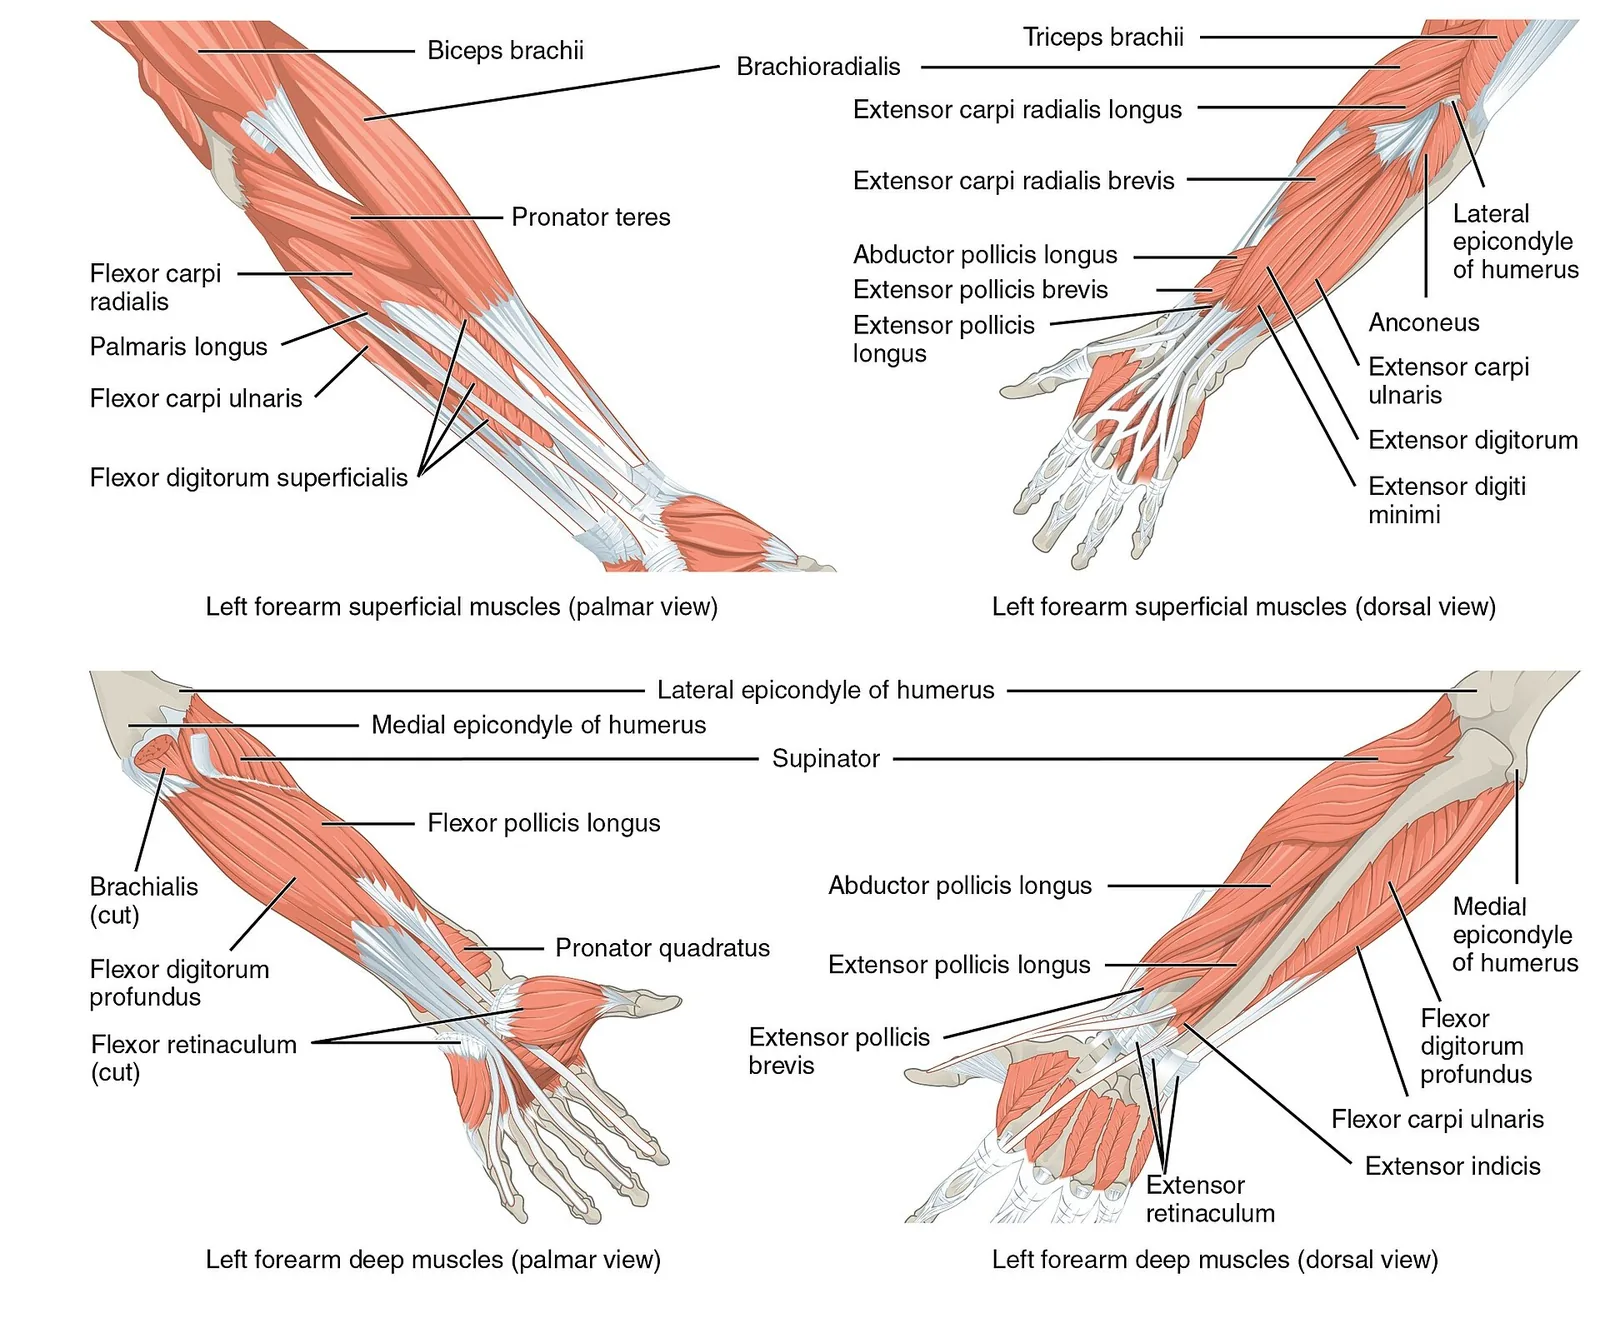 Biceps brachii
Brachioradialis
Pronator teres
Flexor carpi
radialis
Palmaris longus
Flexor carpi ulnaris
Flexor digitorum superficialis
Left forearm superficial muscles (palmar view)
Triceps brachii
Extensor carpi radialis longus
Extensor carpi radialis brevis
Abductor pollicis longus
Extensor pollicis brevis
Extensor pollicis
longus
Lateral
epicondyle
of humerus
Anconeus
Extensor carpi
ulnaris
Extensor digitorum
Extensor digiti
minimi
Left forearm superficial muscles (dorsal view)
Lateral epicondyle of humerus
Medial epicondyle of humerus
Supinator
Flexor pollicis longus
Brachialis
(cut)
Pronator quadratus
Flexor digitorum
profundus
Flexor retinaculum
(cut)
Left forearm deep muscles (palmar view)
Abductor pollicis longus
Extensor pollicis longus
Extensor pollicis
brevis
Medial
epicondyle
of humerus
Flexor
digitorum
profundus
Flexor carpi ulnaris
Extensor indicis
Extensor
retinaculum
Left forearm deep muscles (dorsal view)